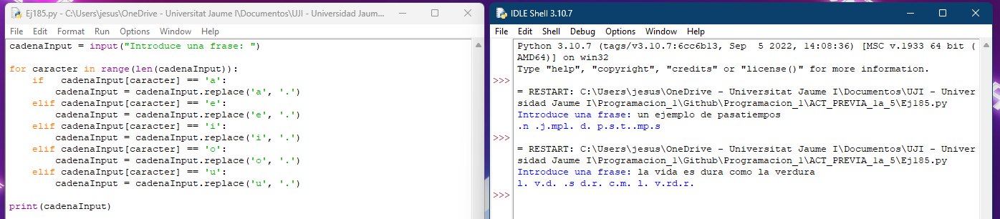 Ej185.py - C:\Users\jesus\OneDrive - Universitat Jaume I\Documentos\UJI - Universidad Jaum...
File Edit Format Run Options Window Help
cadenaInput = input("Introduce una frase: ")

for caracter in range(len(cadenaInput)):
    if   cadenaInput[caracter] == 'a':
        cadenaInput = cadenaInput.replace('a', '.')
    elif cadenaInput[caracter] == 'e':
        cadenaInput = cadenaInput.replace('e', '.')
    elif cadenaInput[caracter] == 'i':
        cadenaInput = cadenaInput.replace('i', '.')
    elif cadenaInput[caracter] == 'o':
        cadenaInput = cadenaInput.replace('o', '.')
    elif cadenaInput[caracter] == 'u':
        cadenaInput = cadenaInput.replace('u', '.')

print(cadenaInput)
IDLE Shell 3.10.7
File Edit Shell Debug Options Window Help
Python 3.10.7 (tags/v3.10.7:6cc6b13, Sep  5 2022, 14:08:36) [MSC v.1933 64 bit (
AMD64)] on win32
Type "help", "copyright", "credits" or "license()" for more information.
>>>
= RESTART: C:\Users\jesus\OneDrive - Universitat Jaume I\Documentos\UJI - Univer
sidad Jaume I\Programacion_1\Github\Programacion_1\ACT_PREVIA_1a_5\Ej185.py
Introduce una frase: un ejemplo de pasatiempos
.n .j.mpl. d. p.s.t..mp.s
>>>
= RESTART: C:\Users\jesus\OneDrive - Universitat Jaume I\Documentos\UJI - Univer
sidad Jaume I\Programacion_1\Github\Programacion_1\ACT_PREVIA_1a_5\Ej185.py
Introduce una frase: la vida es dura como la verdura
l. v.d. .s d.r. c.m. l. v.rd.r.
>>>